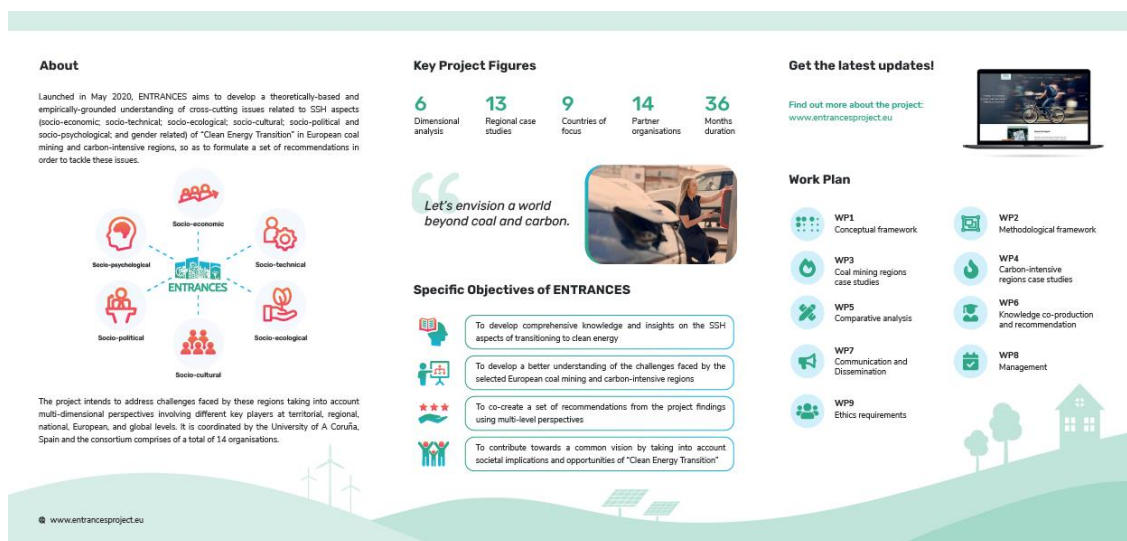 About
Launched in May 2020, ENTRANCES aims to develop a theoretically-based and
empirically-grounded understanding of cross-cutting issues related to SSH aspects
(socio-economic; socio-technical; socio-ecological; socio-cultural; socio-political and
socio-psychological; and gender related) of “Clean Energy Transition” in European coal
mining and carbon-intensive regions, so as to formulate a set of recommendations in
order to tackle these issues.
Socio-economic
Socio-psychological
Socio-technical
ENTRANCES
Socio-political
Socio-ecological
Socio-cultural
The project intends to address challenges faced by these regions taking into account
multi-dimensional perspectives involving different key players at territorial, regional,
national, European, and global levels. It is coordinated by the University of A Coruña,
Spain and the consortium comprises of a total of 14 organisations.
www.entrancesproject.eu
Key Project Figures
6
Dimensional
analysis
13
Regional case
studies
9
Countries of
focus
14
Partner
organisations
36
Months
duration
“
Let’s envision a world
beyond coal and carbon.
Specific Objectives of ENTRANCES
To develop comprehensive knowledge and insights on the SSH
aspects of transitioning to clean energy
To develop a better understanding of the challenges faced by the
selected European coal mining and carbon-intensive regions
To co-create a set of recommendations from the project findings
using multi-level perspectives
To contribute towards a common vision by taking into account
societal implications and opportunities of “Clean Energy Transition”
Get the latest updates!
Find out more about the project:
www.entrancesproject.eu
Work Plan
WP1
Conceptual framework
WP2
Methodological framework
WP3
Coal mining regions
case studies
WP4
Carbon-intensive
regions case studies
WP5
Comparative analysis
WP6
Knowledge co-production
and recommendation
WP7
Communication and
Dissemination
WP8
Management
WP9
Ethics requirements